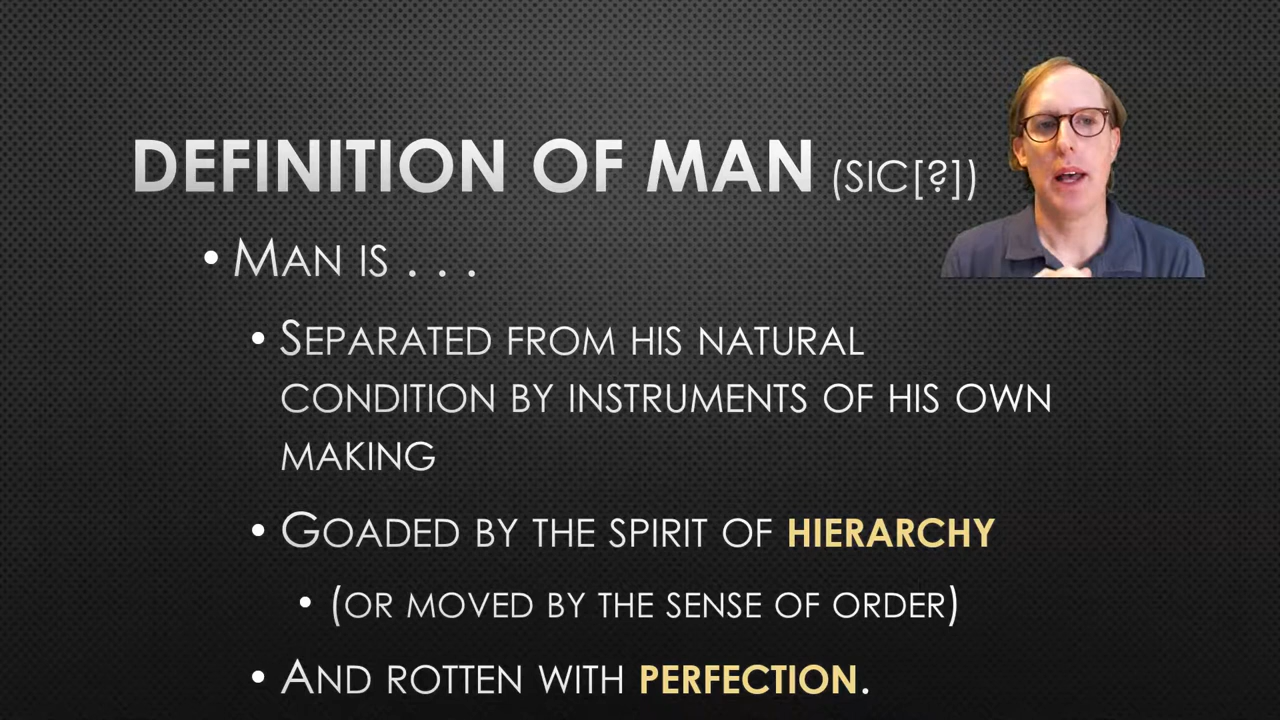 DEFINITION OF MAN (SIC[?])
• MAN IS . . .
• SEPARATED FROM HIS NATURAL
CONDITION BY INSTRUMENTS OF HIS OWN
MAKING
• GOADED BY THE SPIRIT OF HIERARCHY
• (OR MOVED BY THE SENSE OF ORDER)
• AND ROTTEN WITH PERFECTION.